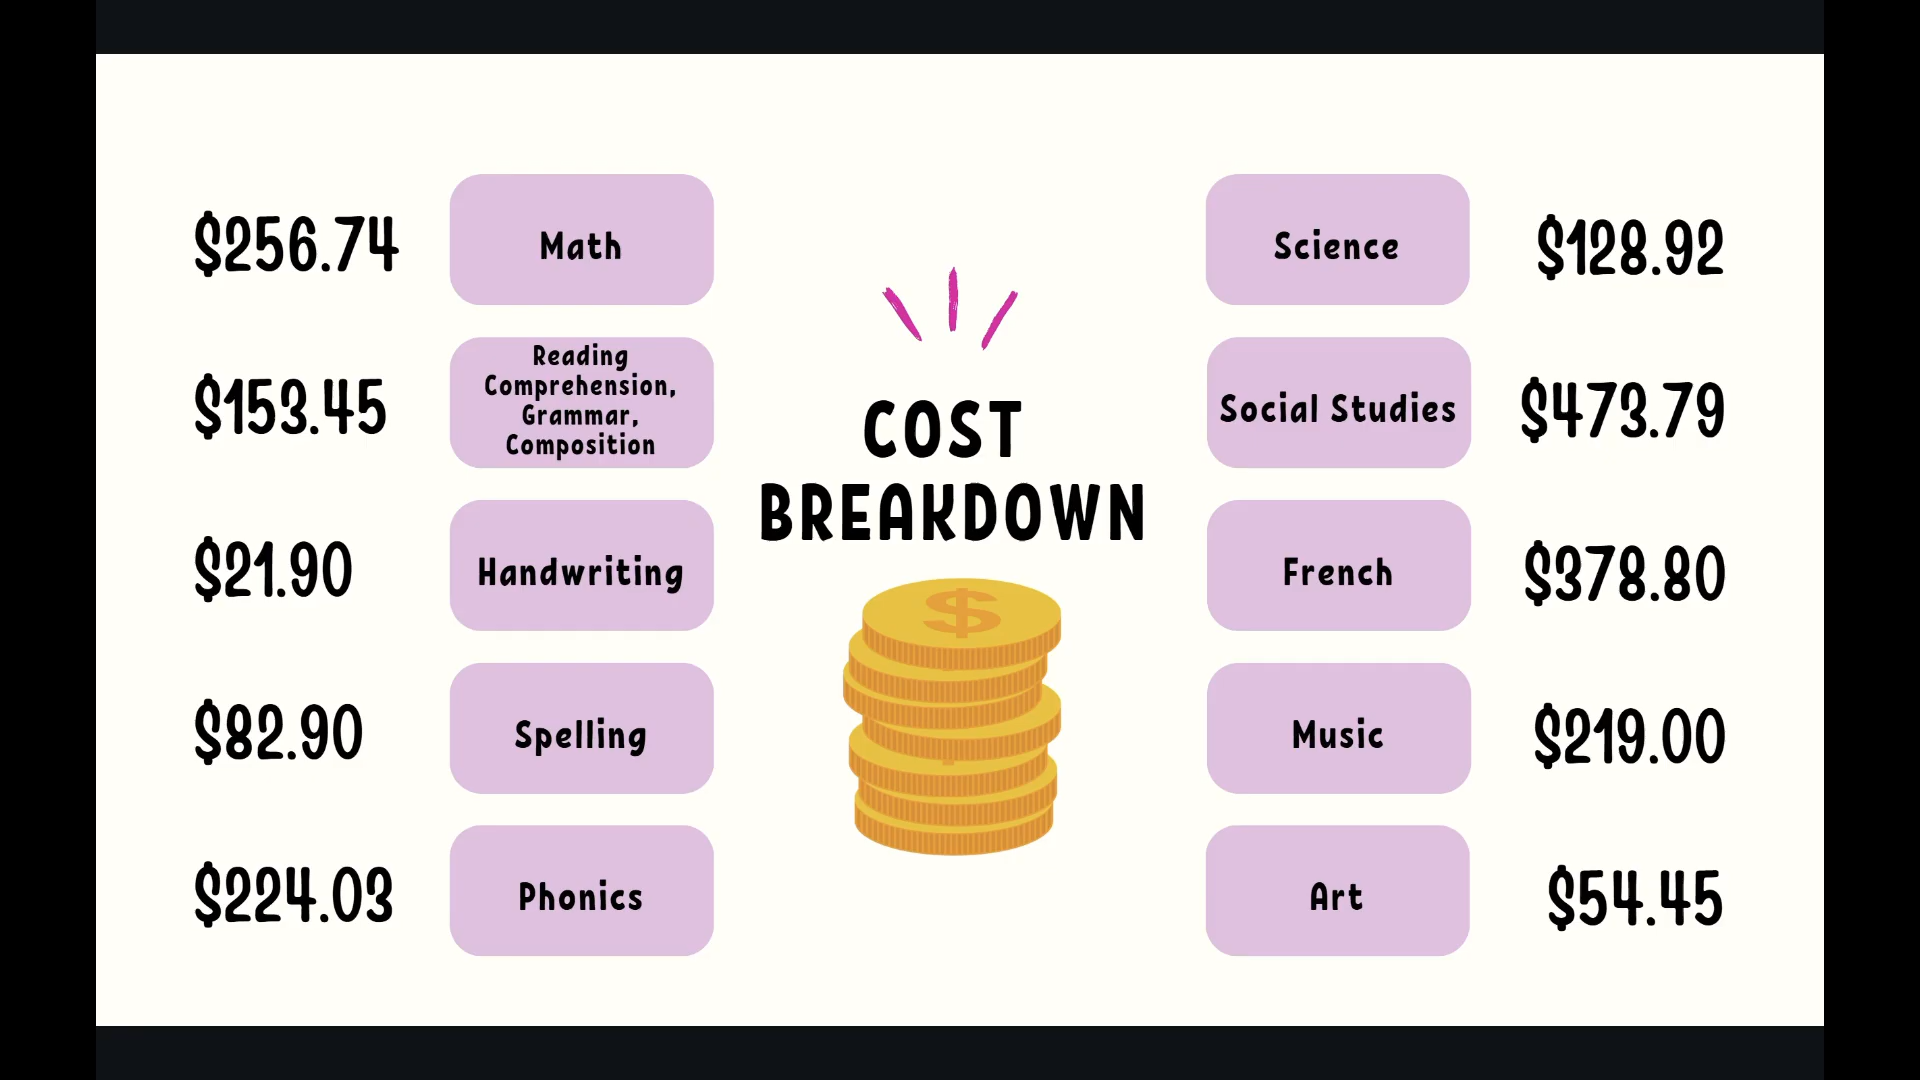 $256.74
Math
$153.45
Reading
Comprehension,
Grammar,
Composition
$21.90
Handwriting
$82.90
Spelling
$224.03
Phonics
COST
BREAKDOWN
$
Science
$128.92
Social Studies
$473.79
French
$378.80
Music
$219.00
Art
$54.45